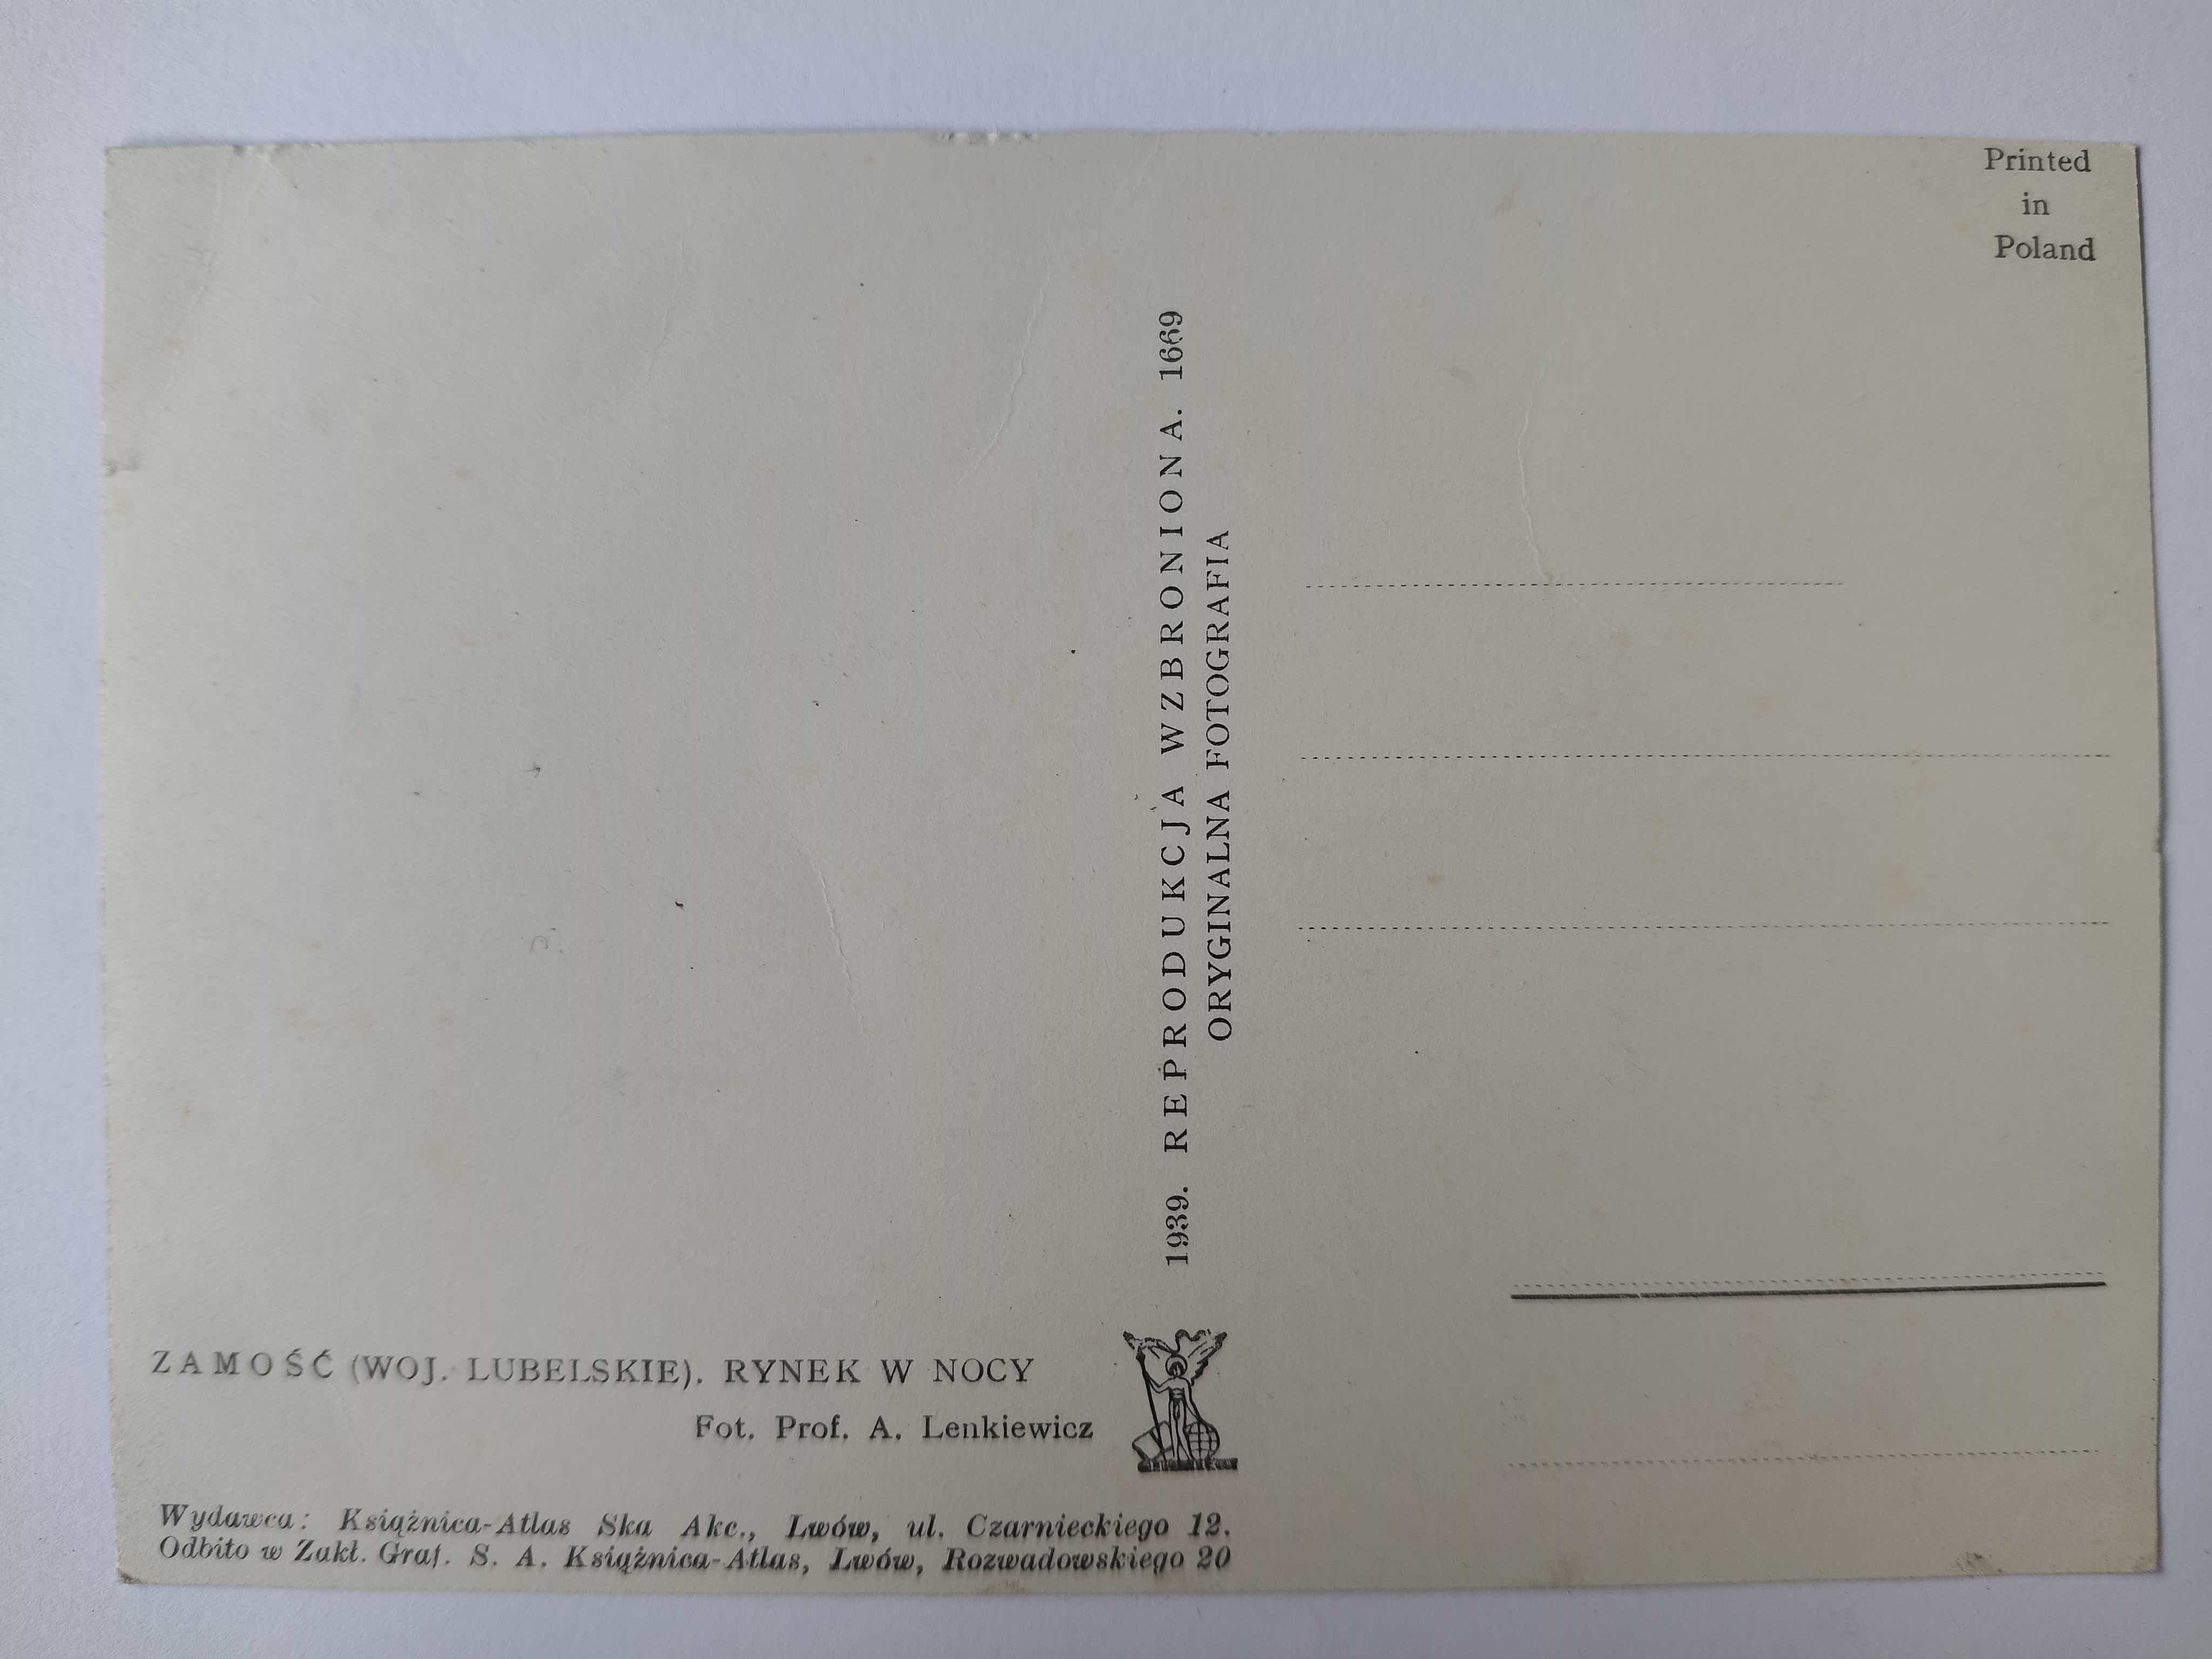 Printed
in
Poland
1939. REPRODUKCJA WZBRONIONA. 1669
ORYGINALNA FOTOGRAFIA
ZAMOŚĆ (WOJ. LUBELSKIE). RYNEK W NOCY
Fot. Prof. A. Lenkiewicz
Wydawca: Książnica-Atlas Ska Akc., Lwów, ul. Czarnieckiego 12.
Odbito w Zakł. Graf. S. A. Książnica-Atlas, Lwów, Rozwadowskiego 20